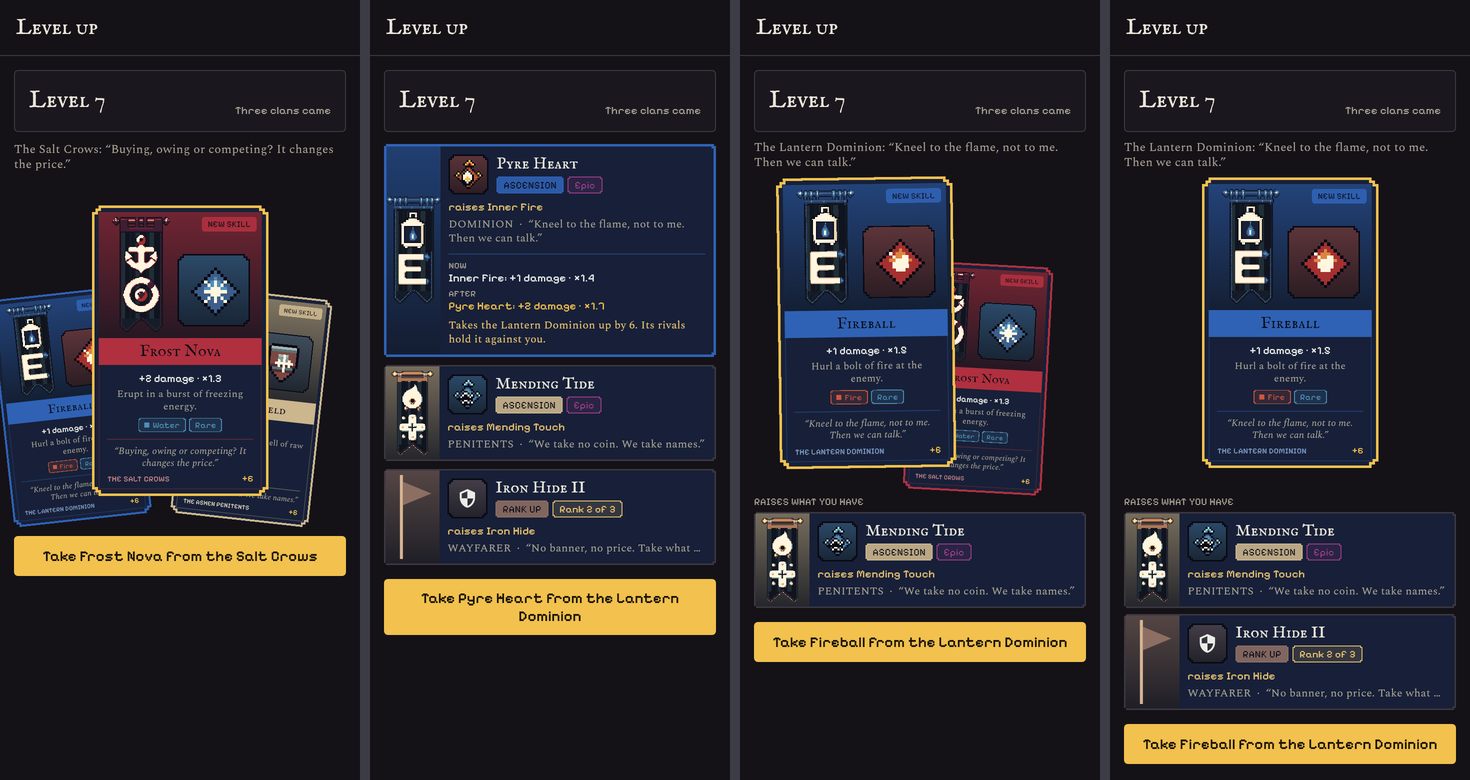 Level up
Level 7
Three clans came
The Salt Crows: “Buying, owing or competing? It changes
the price.”
NEW SKILL
Frost Nova
+2 damage · ×1.3
Erupt in a burst of freezing
energy.
Water
Rare
“Buying, owing or competing? It
changes the price.”
THE SALT CROWS
+6
E
Fireball
+1 damage
Hurl a bolt of fi
enemy.
Fire
“Kneel to the flame
Then we can
THE LANTERN DOMINION
+6
NEW SKILL
ELD
ell of raw
ke names.”
THE ASHEN PENITENTS
+6
Take Frost Nova from the Salt Crows
Level up
Level 7
Three clans came
E
Pyre Heart
ASCENSION
Epic
raises Inner Fire
DOMINION · “Kneel to the flame, not to me.
Then we can talk.”
NOW
Inner Fire: +1 damage · ×1.4
AFTER
Pyre Heart: +2 damage · ×1.7
Takes the Lantern Dominion up by 6. Its rivals
hold it against you.
Mending Tide
ASCENSION
Epic
raises Mending Touch
PENITENTS · “We take no coin. We take names.”
Iron Hide II
RANK UP
Rank 2 of 3
raises Iron Hide
WAYFARER · “No banner, no price. Take what ...
Take Pyre Heart from the Lantern
Dominion
Level up
Level 7
Three clans came
The Lantern Dominion: “Kneel to the flame, not to me.
Then we can talk.”
NEW SKILL
E
Fireball
+1 damage · ×1.8
Hurl a bolt of fire at the
enemy.
Fire
Rare
“Kneel to the flame, not to me.
Then we can talk.”
THE LANTERN DOMINION
+6
NEW SKILL
rost Nova
×1.3
a burst of freezing
energy.
Water
Rare
or competing? It
anges the price.”
THE SALT CROWS
+6
RAISES WHAT YOU HAVE
Mending Tide
ASCENSION
Epic
raises Mending Touch
PENITENTS · “We take no coin. We take names.”
Take Fireball from the Lantern Dominion
Level up
Level 7
Three clans came
The Lantern Dominion: “Kneel to the flame, not to me.
Then we can talk.”
NEW SKILL
E
Fireball
+1 damage · ×1.8
Hurl a bolt of fire at the
enemy.
Fire
Rare
“Kneel to the flame, not to me.
Then we can talk.”
THE LANTERN DOMINION
+6
RAISES WHAT YOU HAVE
Mending Tide
ASCENSION
Epic
raises Mending Touch
PENITENTS · “We take no coin. We take names.”
Iron Hide II
RANK UP
Rank 2 of 3
raises Iron Hide
WAYFARER · “No banner, no price. Take what ...
Take Fireball from the Lantern Dominion